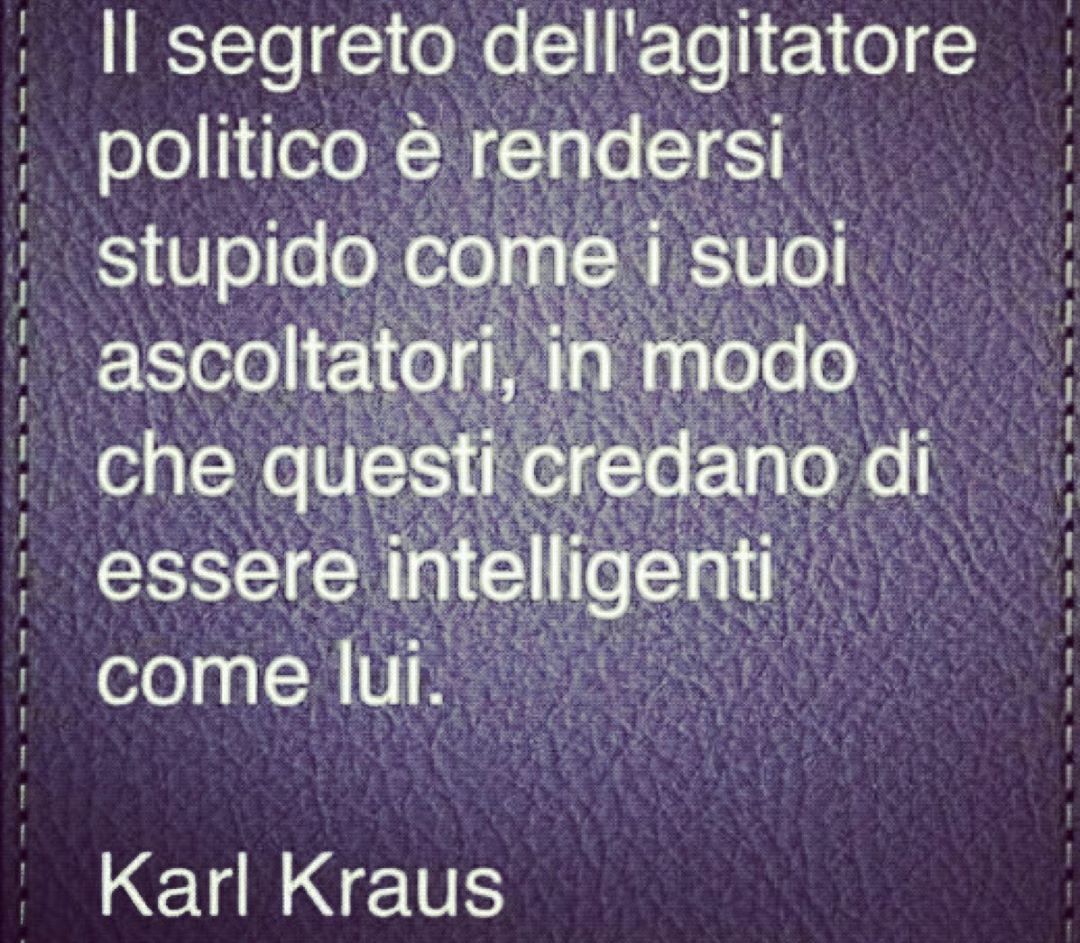 Il segreto dell'agitatore
politico è rendersi
stupido come i suoi
ascoltatori, in modo
che questi credano di
essere intelligenti
come lui.
Karl Kraus